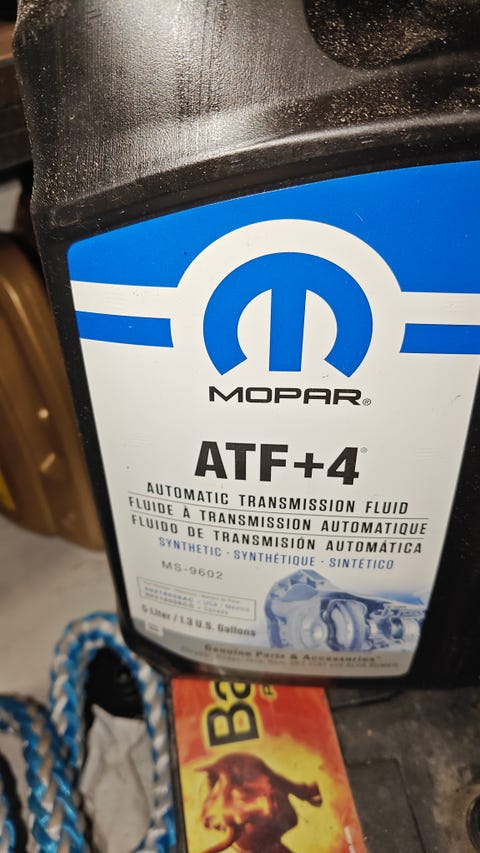 MOPAR®
ATF+4®
AUTOMATIC TRANSMISSION FLUID
FLUIDE À TRANSMISSION AUTOMATIQUE
FLUIDO DE TRANSMISIÓN AUTOMÁTICA
SYNTHETIC · SYNTHÉTIQUE · SINTÉTICO
MS-9602
5 Liter / 1.3 U.S. Gallons
Genuine Parts & Accessories
Ba